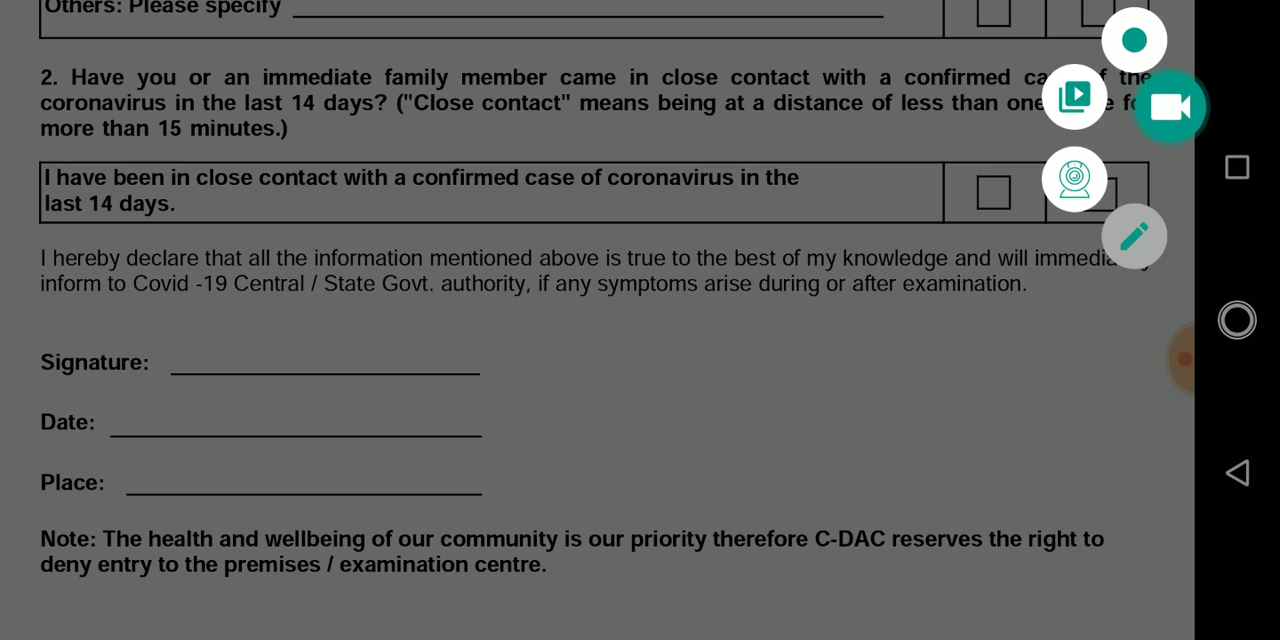 Others: Please specify
2. Have you or an immediate family member came in close contact with a confirmed the
coronavirus in the last 14 days? ("Close contact" means being at a distance of less than one
more than 15 minutes.)
I have been in close contact with a confirmed case of coronavirus in the
last 14 days.
I hereby declare that all the information mentioned above is true to the best of my knowledge and will
inform to Covid -19 Central / State Govt. authority, if any symptoms arise during or after examination.
Signature:
Date:
Place:
Note: The health and wellbeing of our community is our priority therefore C-DAC reserves the right to
deny entry to the premises / examination centre.